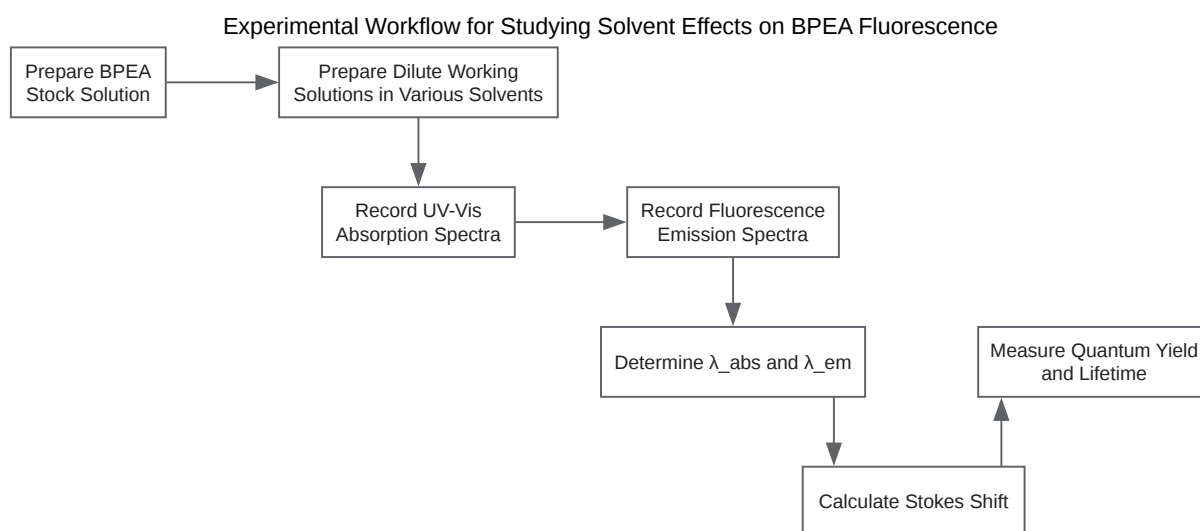 Experimental Workflow for Studying Solvent Effects on BPEA Fluorescence
Prepare BPEA
Stock Solution
Prepare Dilute Working
Solutions in Various Solvents
Record UV-Vis
Absorption Spectra
Record Fluorescence
Emission Spectra
Determine λ_abs and λ_em
Calculate Stokes Shift
Measure Quantum Yield
and Lifetime